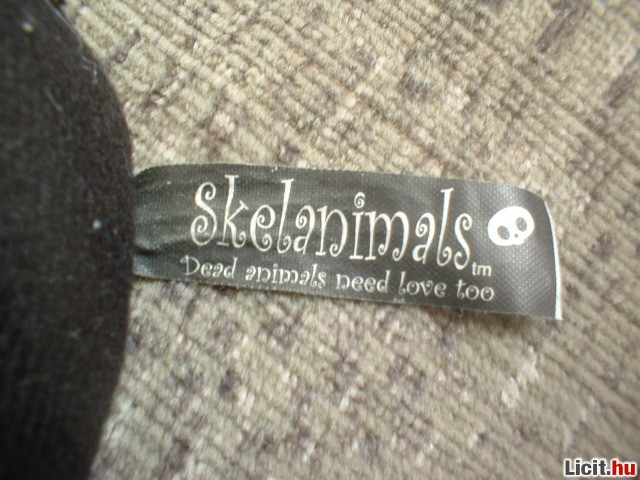 Skelanimals tm
Dead animals need love too
Licit.hu